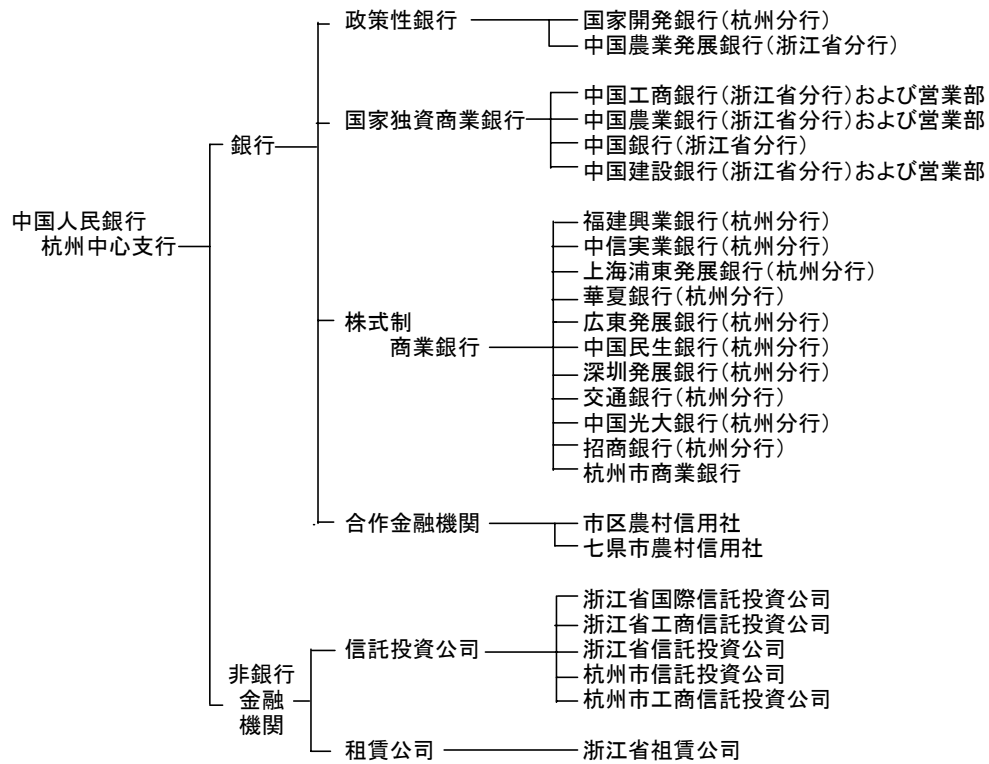 政策性銀行
国家開発銀行(杭州分行)
中国農業発展銀行(浙江省分行)
国家独資商業銀行
中国工商銀行(浙江省分行)および営業部
中国農業銀行(浙江省分行)および営業部
中国銀行(浙江省分行)
中国建設銀行(浙江省分行)および営業部
銀行
中国人民銀行
杭州中心支行
株式制
商業銀行
福建興業銀行(杭州分行)
中信実業銀行(杭州分行)
上海浦東発展銀行(杭州分行)
華夏銀行(杭州分行)
広東発展銀行(杭州分行)
中国民生銀行(杭州分行)
深圳発展銀行(杭州分行)
交通銀行(杭州分行)
中国光大銀行(杭州分行)
招商銀行(杭州分行)
杭州市商業銀行
合作金融機関
市区農村信用社
七県市農村信用社
非銀行
金融
機関
信託投資公司
浙江省国際信託投資公司
浙江省工商信託投資公司
浙江省信託投資公司
杭州市信託投資公司
杭州市工商信託投資公司
租賃公司
浙江省祖賃公司